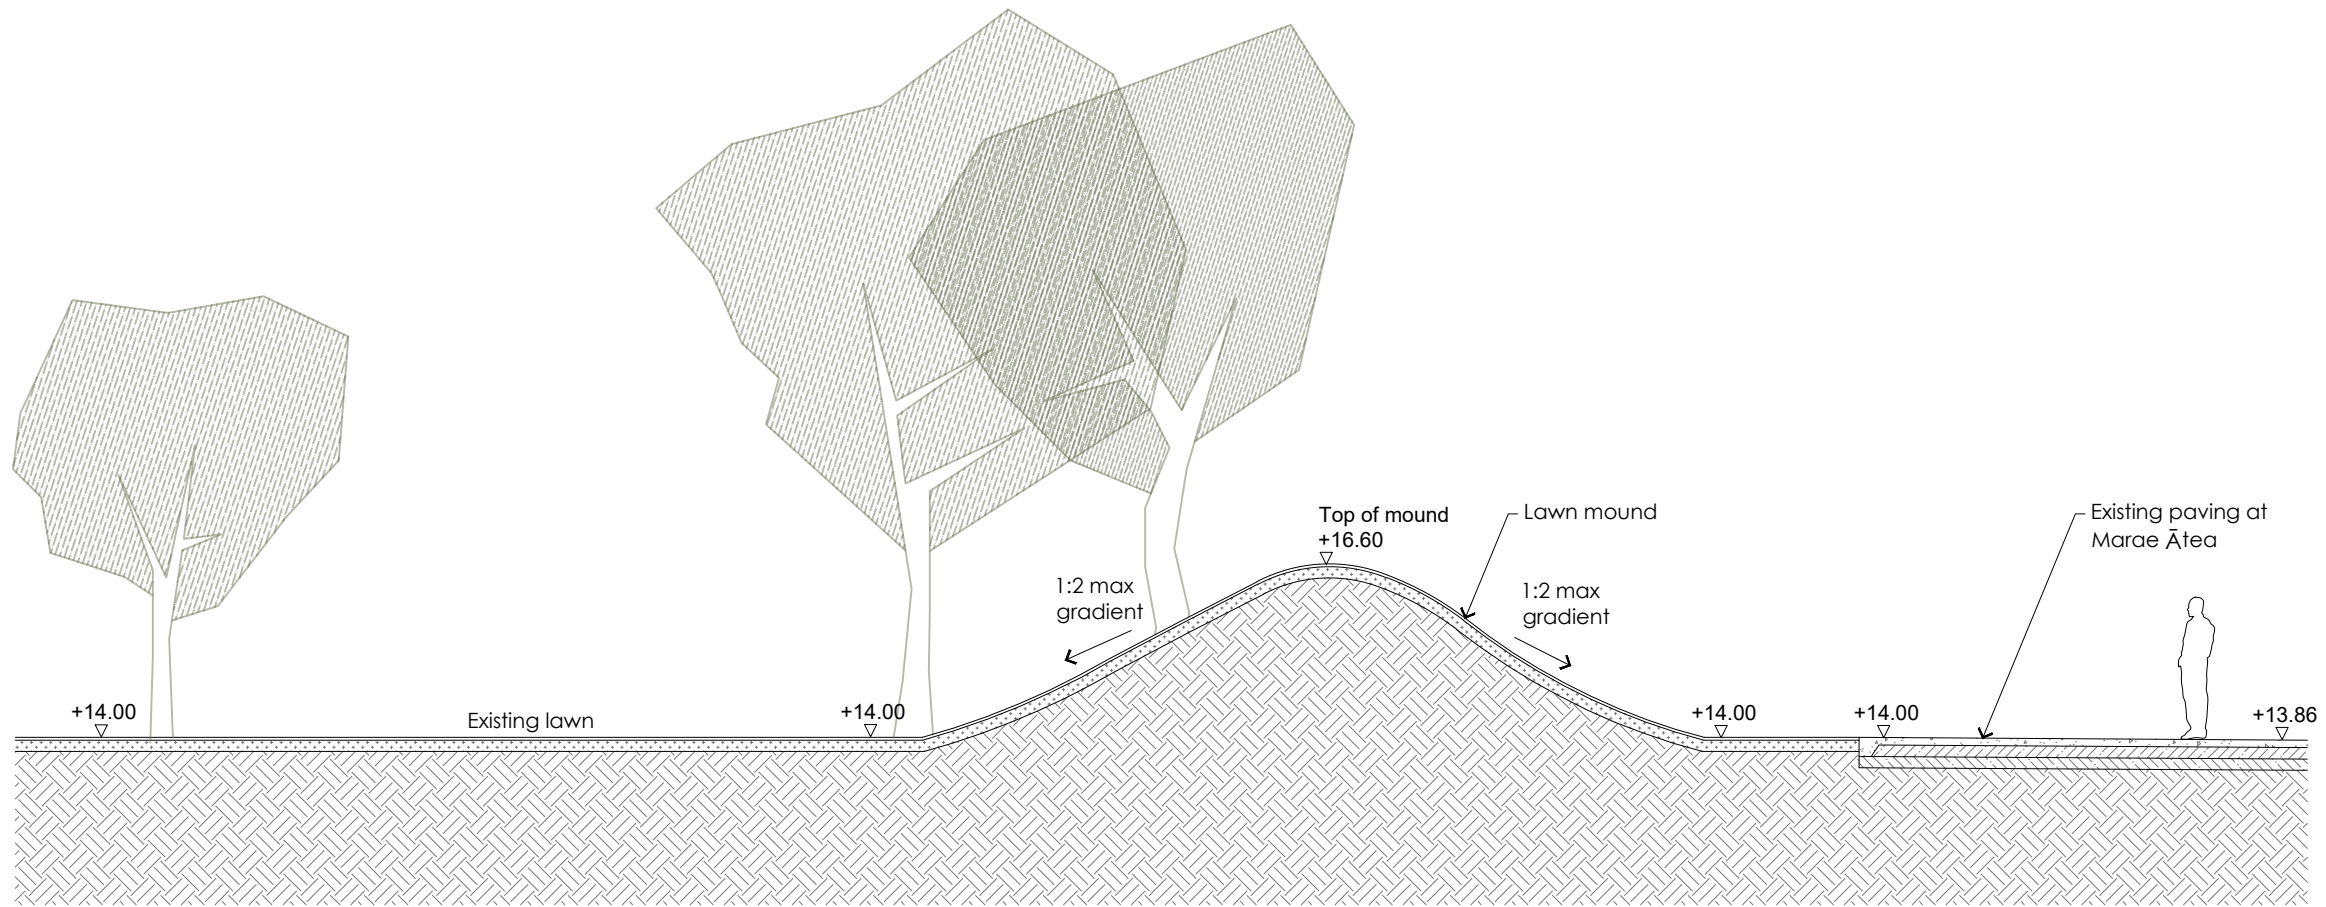 Top of mound
+16.60
Lawn mound
Existing paving at
Marae Ātea
1:2 max
gradient
1:2 max
gradient
+14.00
Existing lawn
+14.00
+14.00
+14.00
+13.86